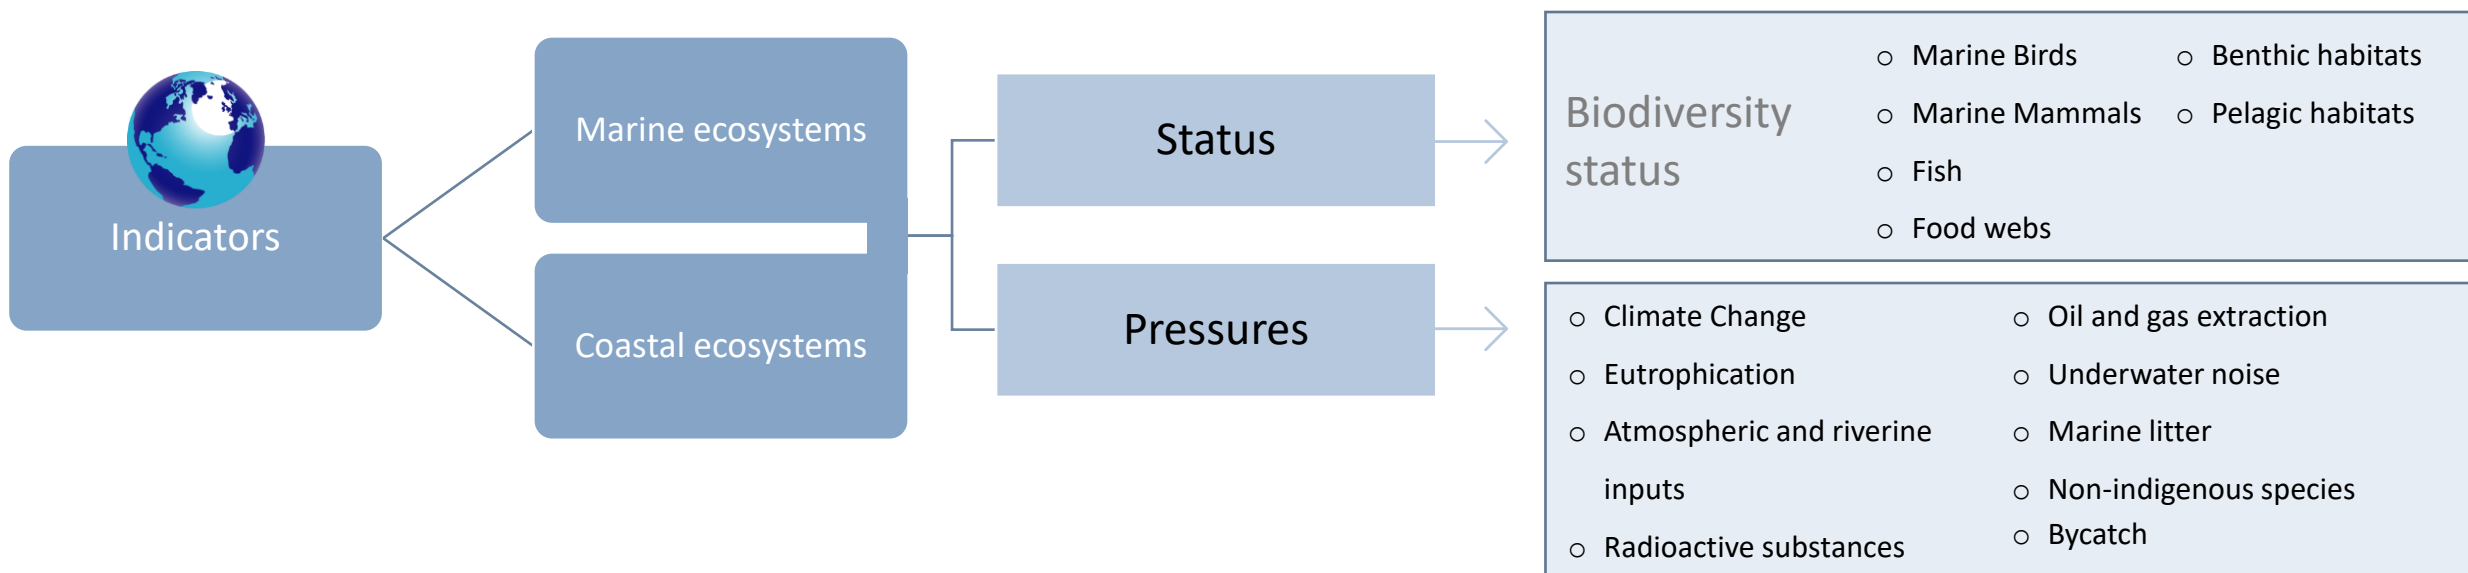 Indicators
Marine ecosystems
Coastal ecosystems
Status
Pressures
Biodiversity
status
○ Marine Birds
○ Marine Mammals
○ Fish
○ Food webs
○ Benthic habitats
○ Pelagic habitats
○ Climate Change
○ Eutrophication
○ Atmospheric and riverine
inputs
○ Radioactive substances
○ Oil and gas extraction
○ Underwater noise
○ Marine litter
○ Non-indigenous species
○ Bycatch